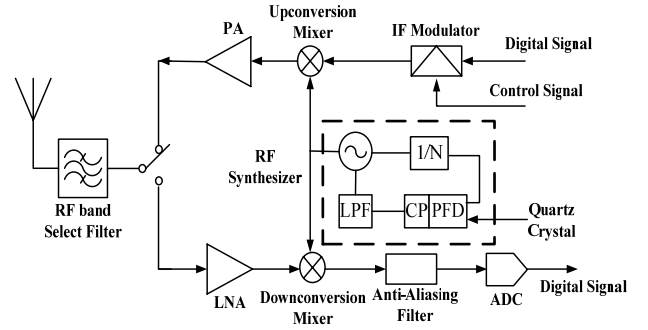 Upconversion
Mixer
PA
IF Modulator
Digital Signal
Control Signal
RF
Synthesizer
1/N
LPF
CP
PFD
Quartz
Crystal
RF band
Select Filter
LNA
Downconversion
Mixer
Anti-Aliasing
Filter
ADC
Digital Signal